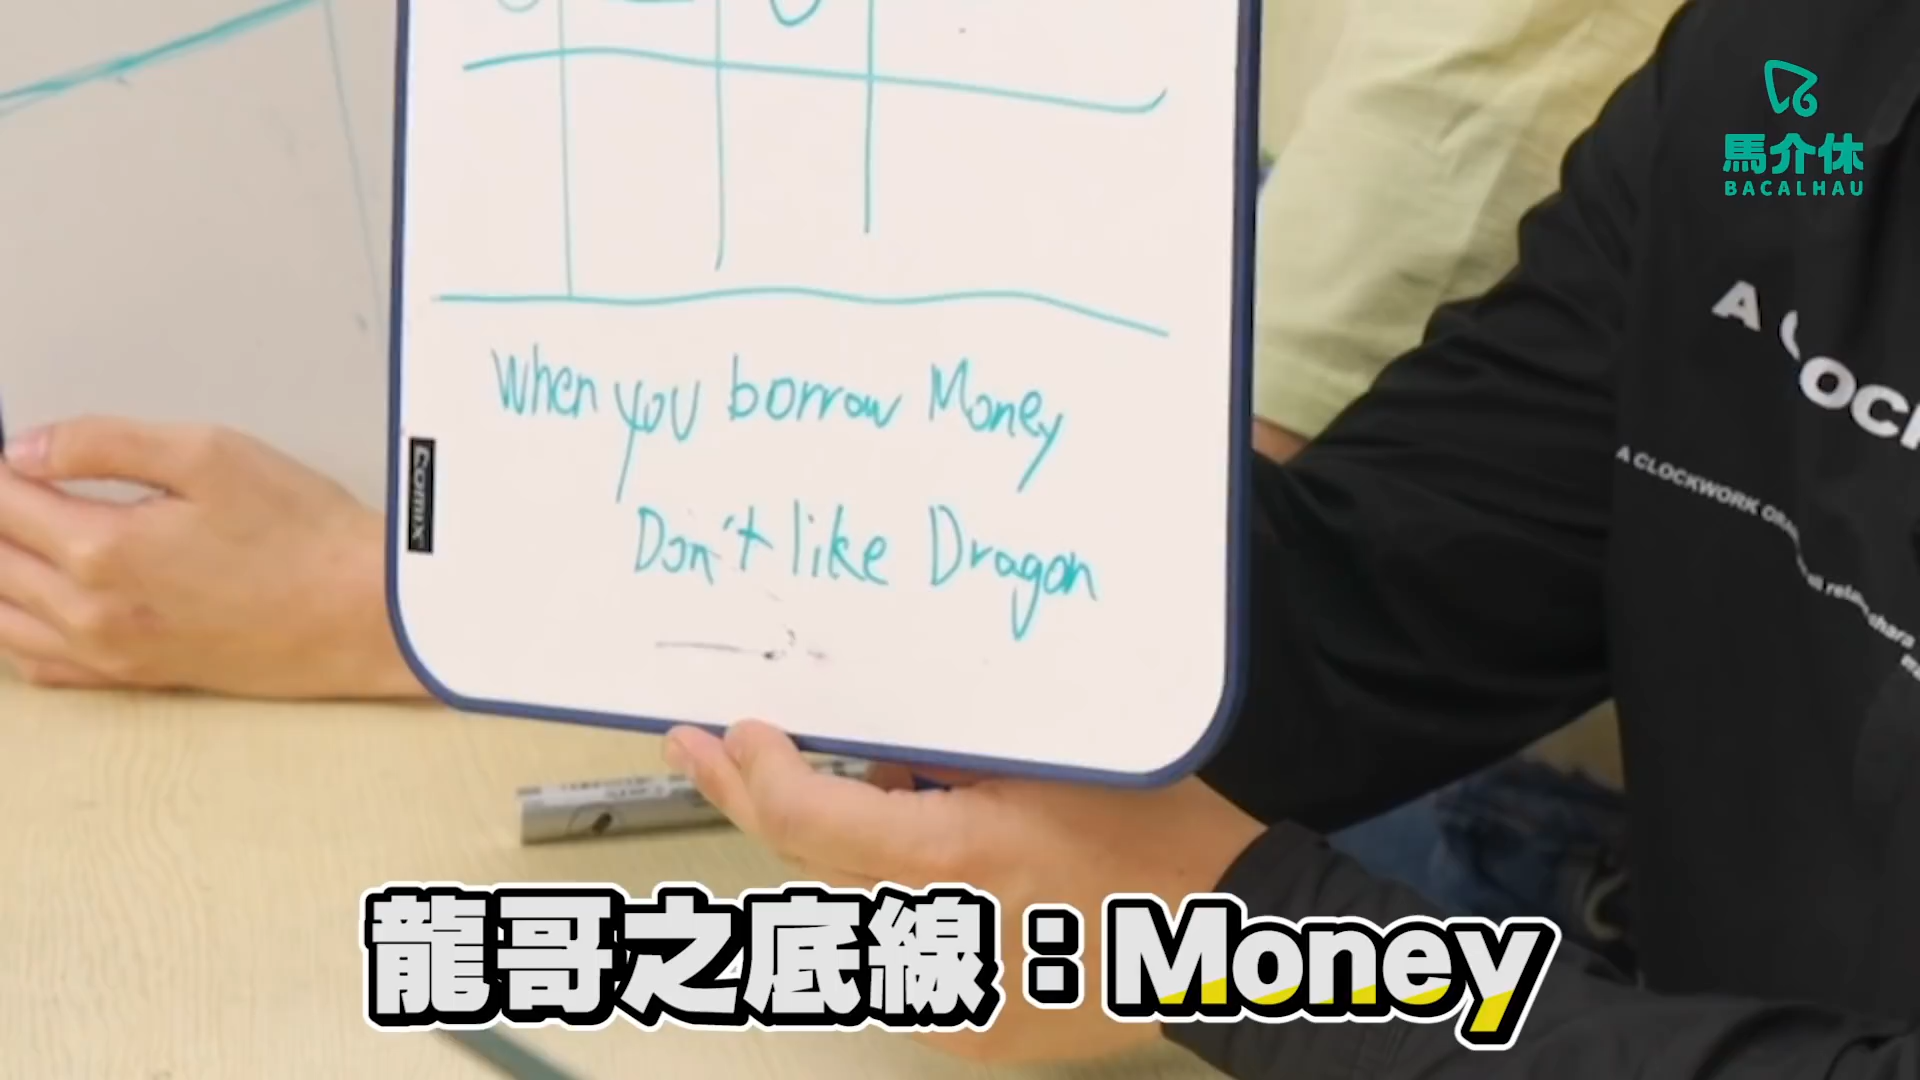 馬介休
BACALHAU
When you borrow Money
Don't like Dragon
comix
A
A CLOCKWORK
龍哥之底線：Money